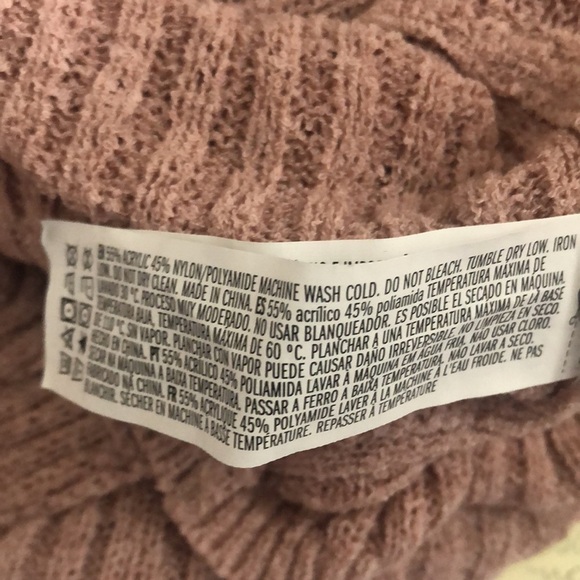 EN 55% ACRYLIC 45% NYLON/POLYAMIDE MACHINE WASH COLD. DO NOT BLEACH. TUMBLE DRY LOW. IRON
LOW. DO NOT DRY CLEAN. MADE IN CHINA. ES 55% acrílico 45% poliamida TEMPERATURA MÁXIMA DE
LAVADO 30 °C PROCESO MUY MODERADO. NO USAR BLANQUEADOR. ES POSIBLE EL SECADO EN MÁQUINA
TEMPERATURA BAJA. TEMPERATURA MÁXIMA DE 60 °C. PLANCHAR A UNA TEMPERATURA MÁXIMA DE LA BASE
DE 110 °C SIN VAPOR. PLANCHAR CON VAPOR PUEDE CAUSAR DAÑO IRREVERSIBLE NO LIMPIEZA EN SECO.
HECHO EN CHINA. PT 55% ACRÍLICO 45% POLIAMIDA LAVAR À MÁQUINA EM AGUA FRIA. NÃO USAR CLORO.
SECAR NA MÁQUINA A BAIXA TEMPERATURA. PASSAR A FERRO A BAIXA TEMPERATURA. NÃO LAVAR A SECO.
FABRICADO NA CHINA. FR 55% ACRYLIQUE 45% POLYAMIDE LAVER À LA MACHINE À L'EAU FROIDE. NE PAS
BLANCHIR. SÉCHER EN MACHINE À BASSE TEMPÉRATURE. REPASSER À TEMPÉRATURE